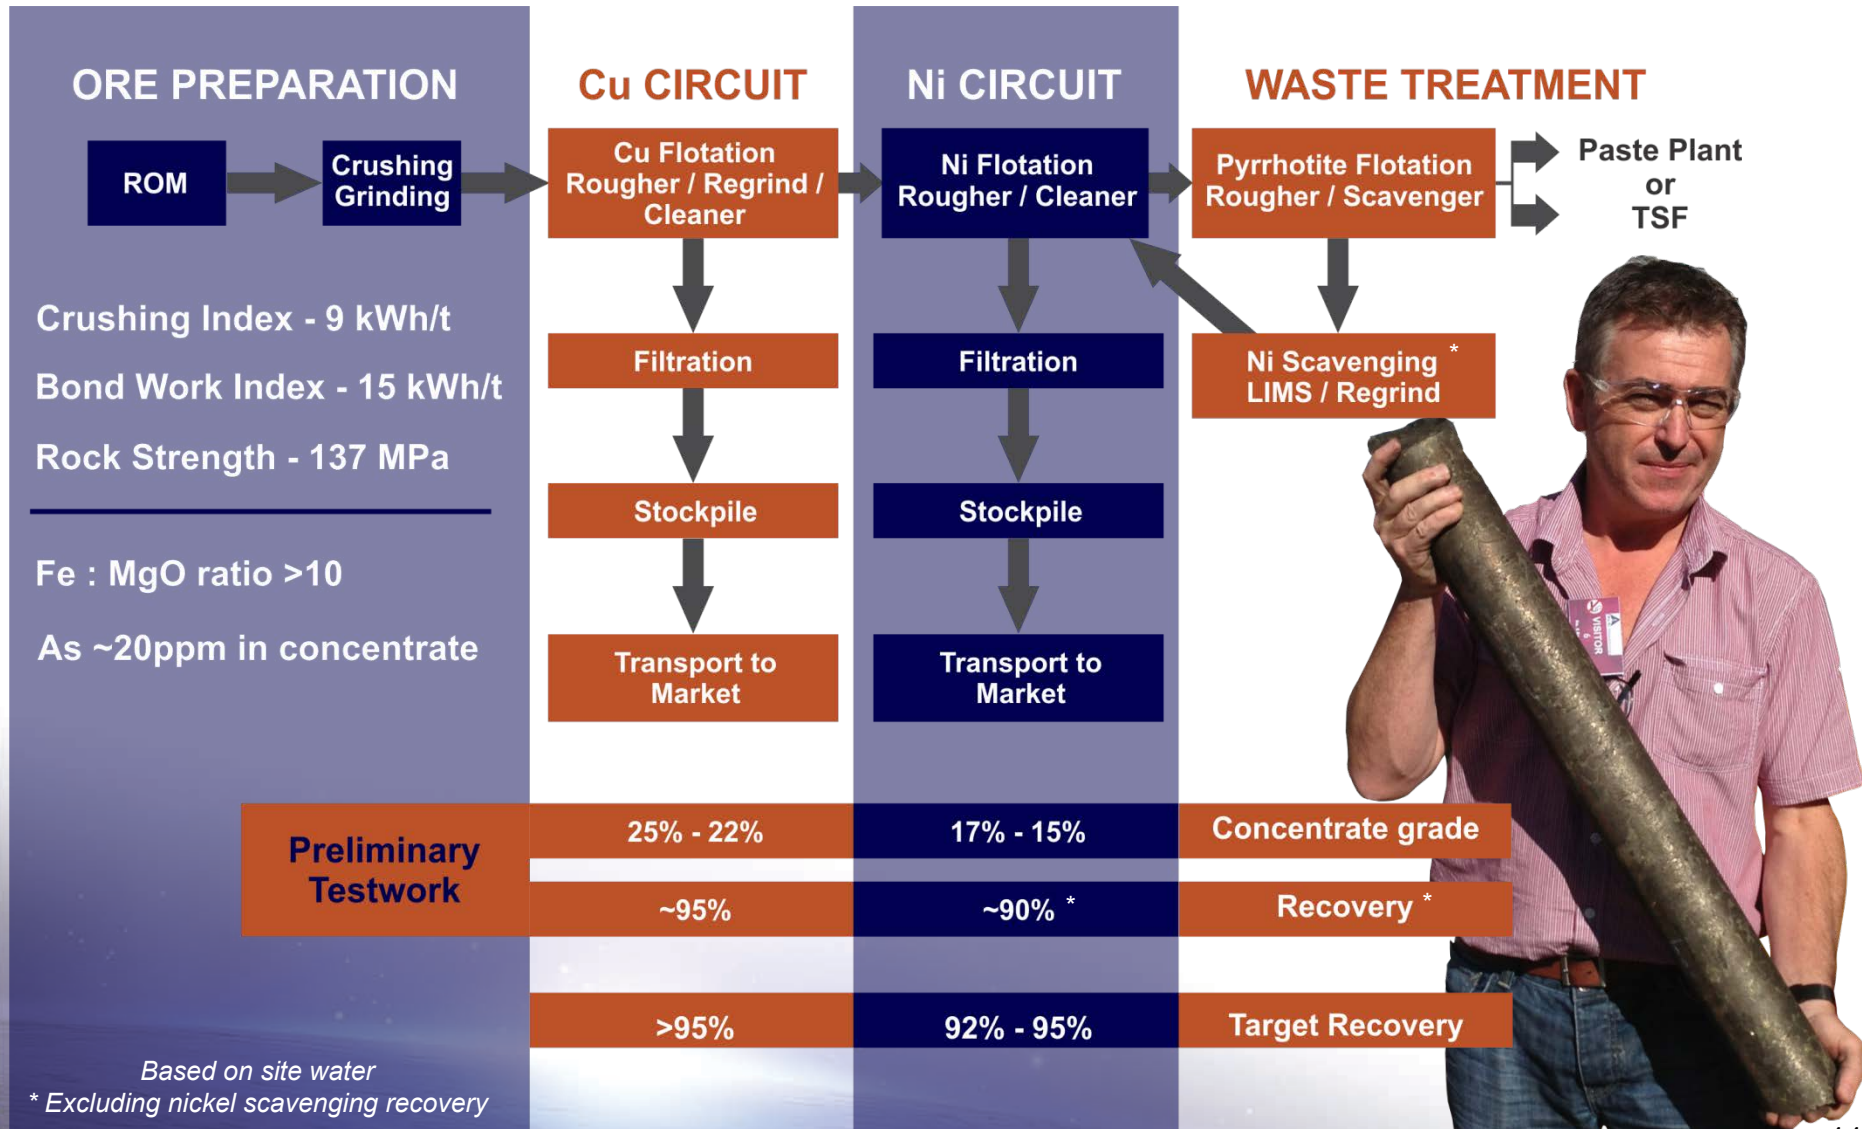 ORE PREPARATION
Cu CIRCUIT
Ni CIRCUIT
WASTE TREATMENT
ROM
Crushing
Grinding
Cu Flotation
Rougher / Regrind /
Cleaner
Ni Flotation
Rougher / Cleaner
Pyrrhotite Flotation
Rougher / Scavenger
Paste Plant
or
TSF
Crushing Index - 9 kWh/t
Bond Work Index - 15 kWh/t
Rock Strength - 137 MPa
Fe : MgO ratio >10
As ~20ppm in concentrate
Filtration
Stockpile
Transport to
Market
Filtration
Stockpile
Transport to
Market
Ni Scavenging *
LIMS / Regrind
VISITOR
Preliminary
Testwork
25% - 22%
17% - 15%
Concentrate grade
~95%
~90% *
Recovery *
>95%
92% - 95%
Target Recovery
Based on site water
* Excluding nickel scavenging recovery